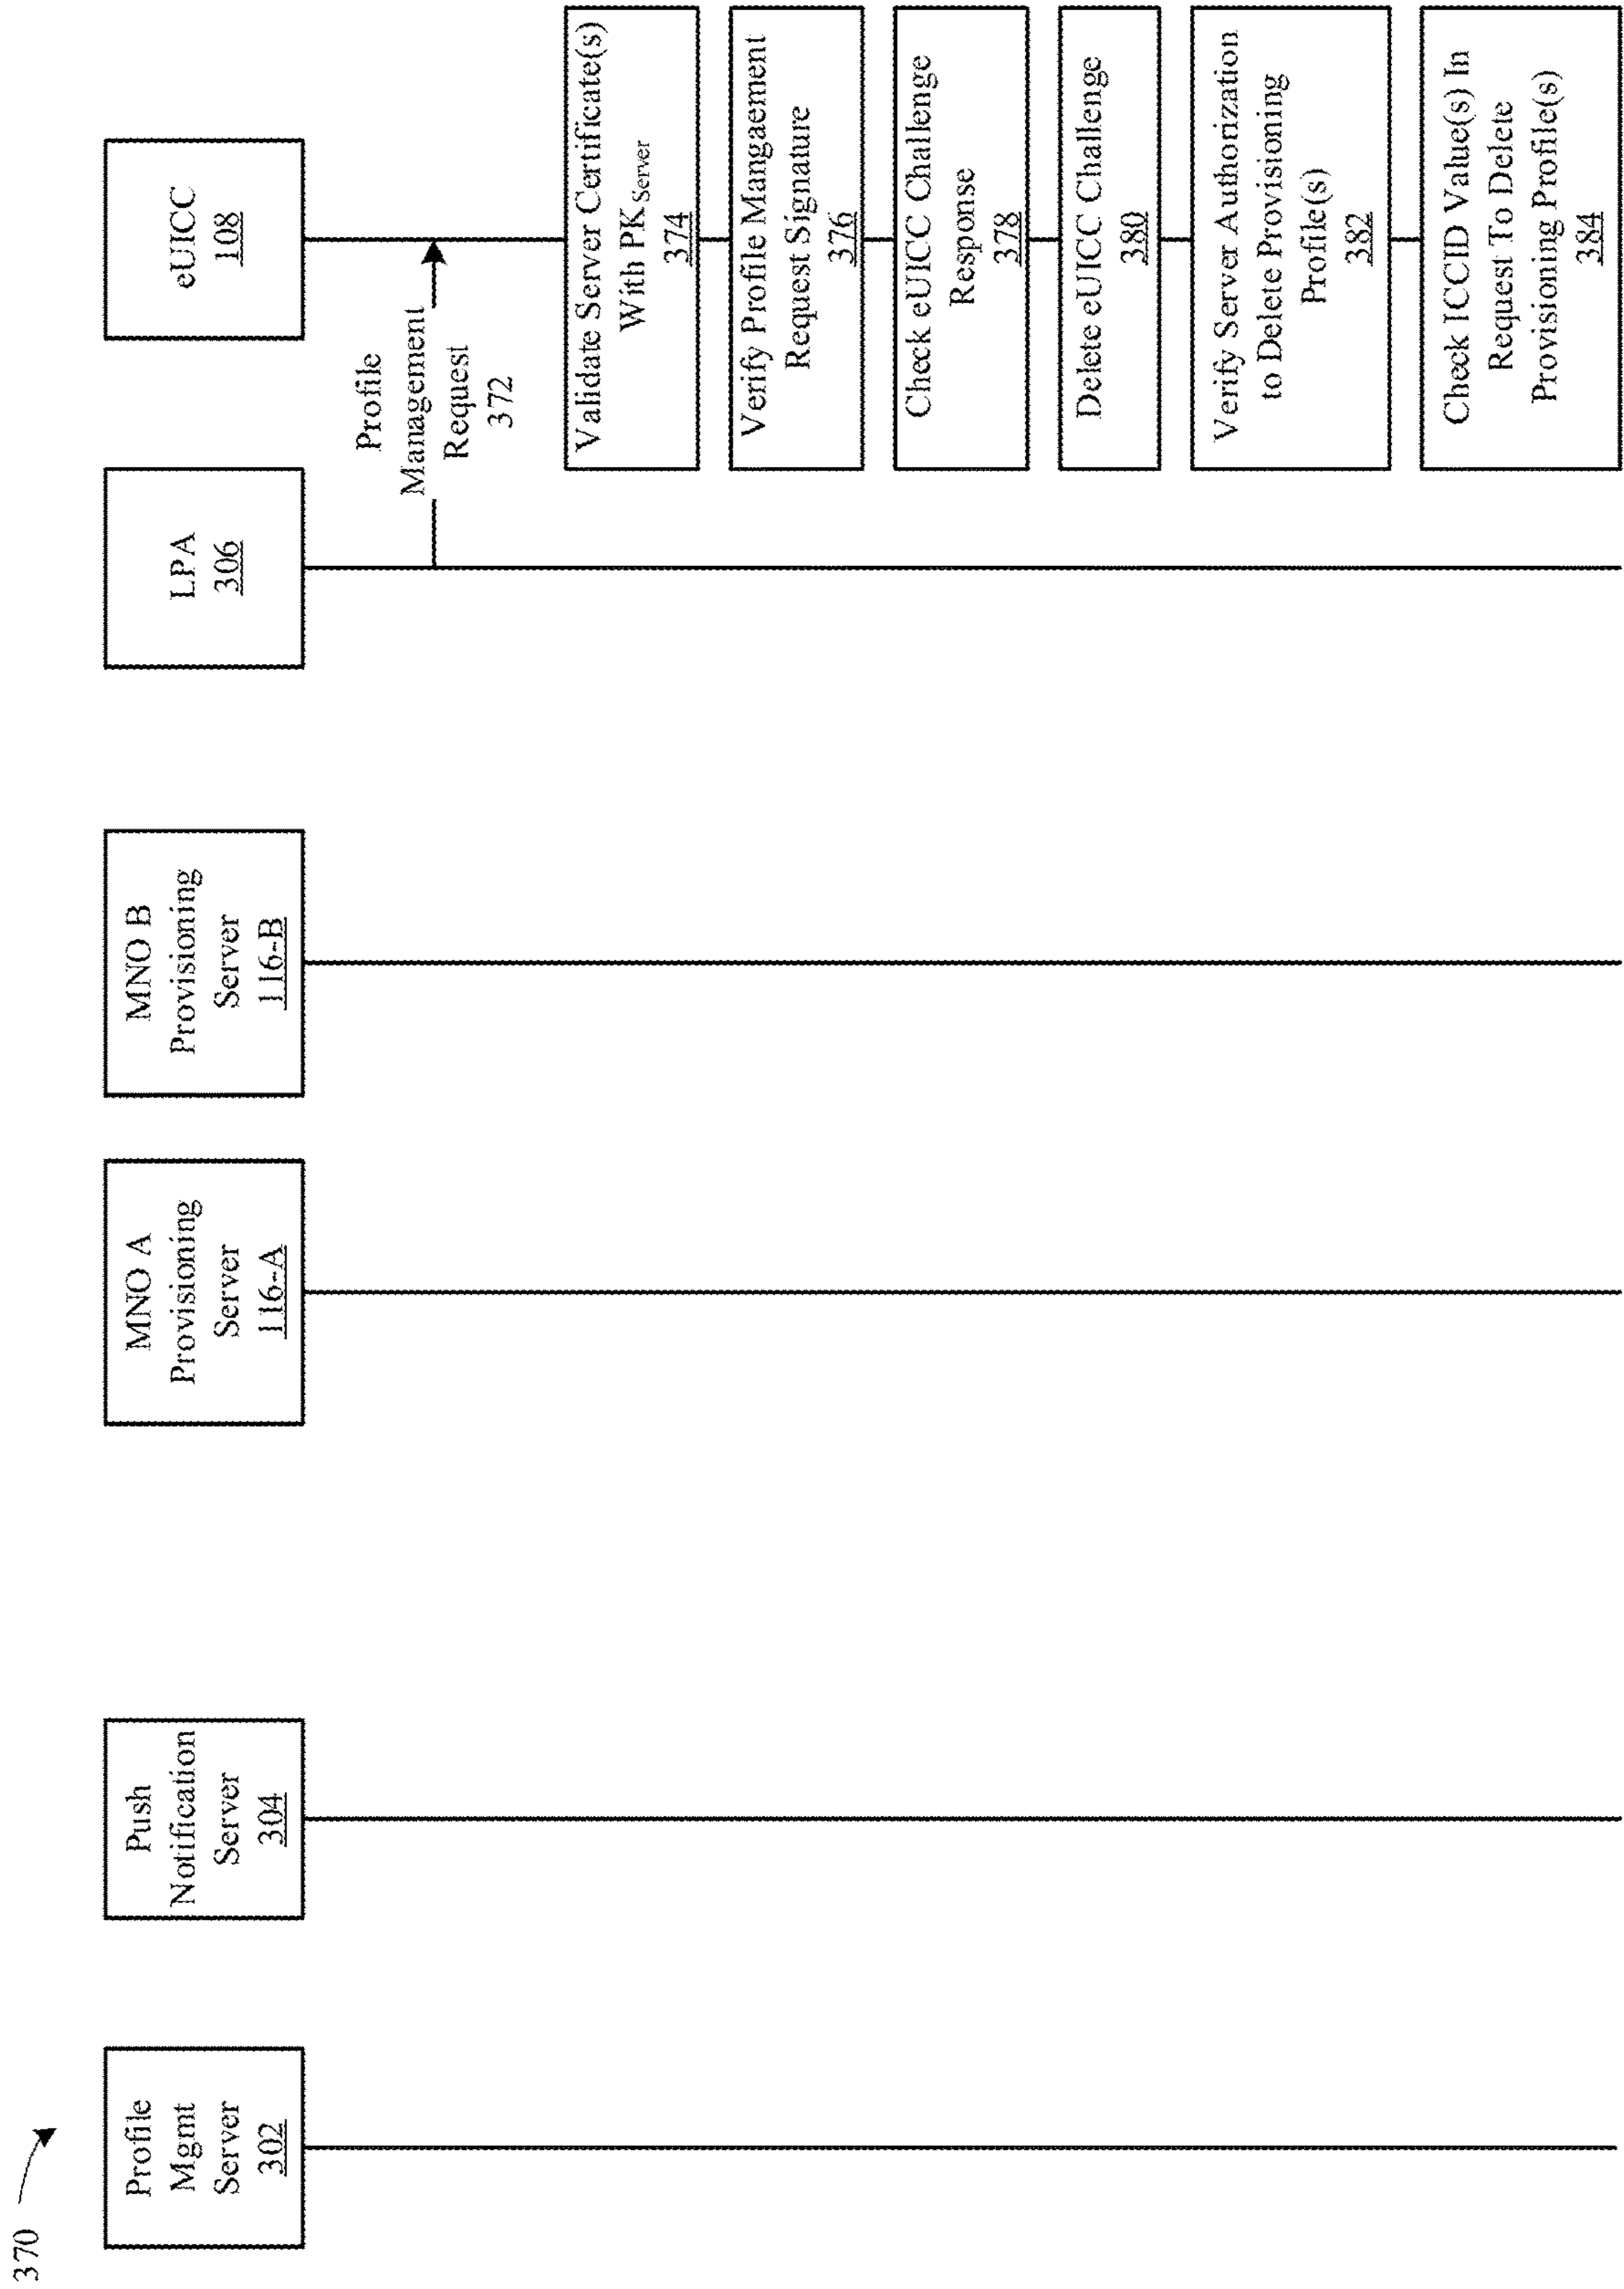 370
Profile
Mgmt
Server
302
Push
Notification
Server
304
MNO A
Provisioning
Server
116-A
MNO B
Provisioning
Server
116-B
LPA
306
eUICC
108
Profile
Management
Request
372
Validate Server Certificate(s)
With PKServer
374
Verify Profile Mangaement
Request Signature
376
Check eUICC Challenge
Response
378
Delete eUICC Challenge
380
Verify Server Authorization
to Delete Provisioning
Profile(s)
382
Check ICCID Value(s) In
Request To Delete
Provisioning Profile(s)
384